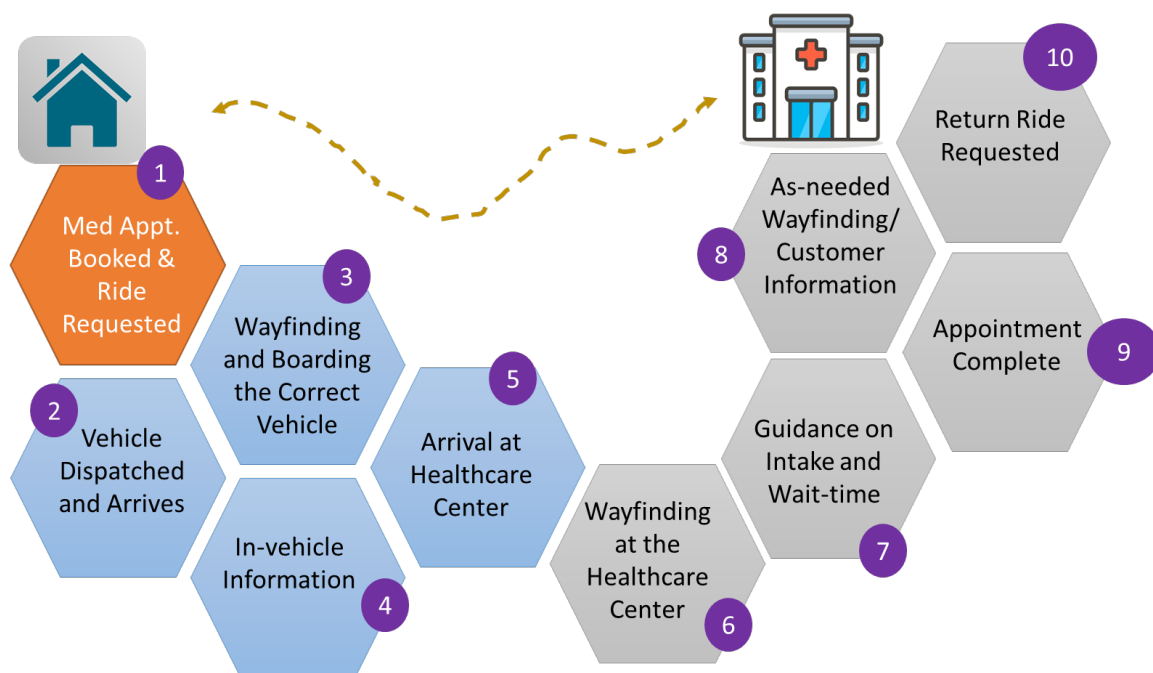 1
Med Appt.
Booked &
Ride
Requested
2
Vehicle
Dispatched
and Arrives
3
Wayfinding
and Boarding
the Correct
Vehicle
In-vehicle
Information
4
5
Arrival at
Healthcare
Center
Wayfinding
at the
Healthcare
Center
6
Guidance on
Intake and
Wait-time
7
As-needed
Wayfinding/
Customer
Information
8
Appointment
Complete
9
10
Return Ride
Requested